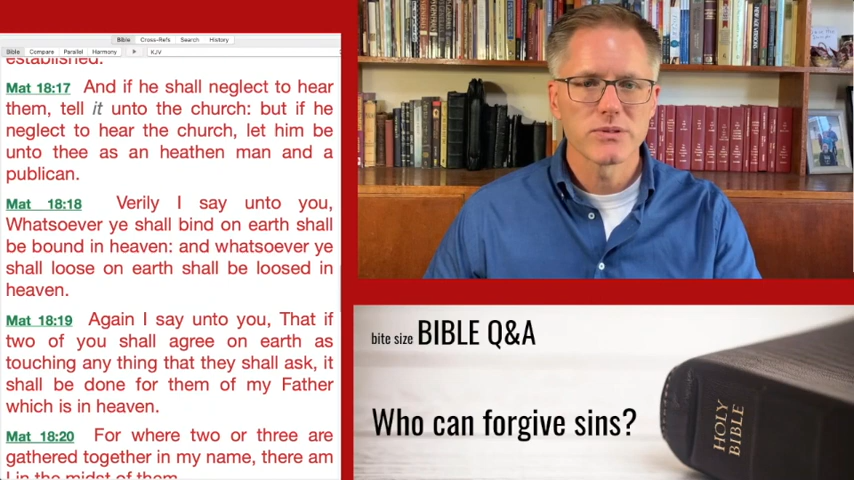 Bible Cross-Refs Search History
Bible Compare Parallel Harmony KJV
established.
Mat 18:17 And if he shall neglect to hear
them, tell it unto the church: but if he
neglect to hear the church, let him be
unto thee as an heathen man and a
publican.
Mat 18:18 Verily I say unto you,
Whatsoever ye shall bind on earth shall
be bound in heaven: and whatsoever ye
shall loose on earth shall be loosed in
heaven.
Mat 18:19 Again I say unto you, That if
two of you shall agree on earth as
touching any thing that they shall ask, it
shall be done for them of my Father
which is in heaven.
Mat 18:20 For where two or three are
gathered together in my name, there am
I in the midst of them.
bite size BIBLE Q&A
Who can forgive sins?
HOLY
BIBLE